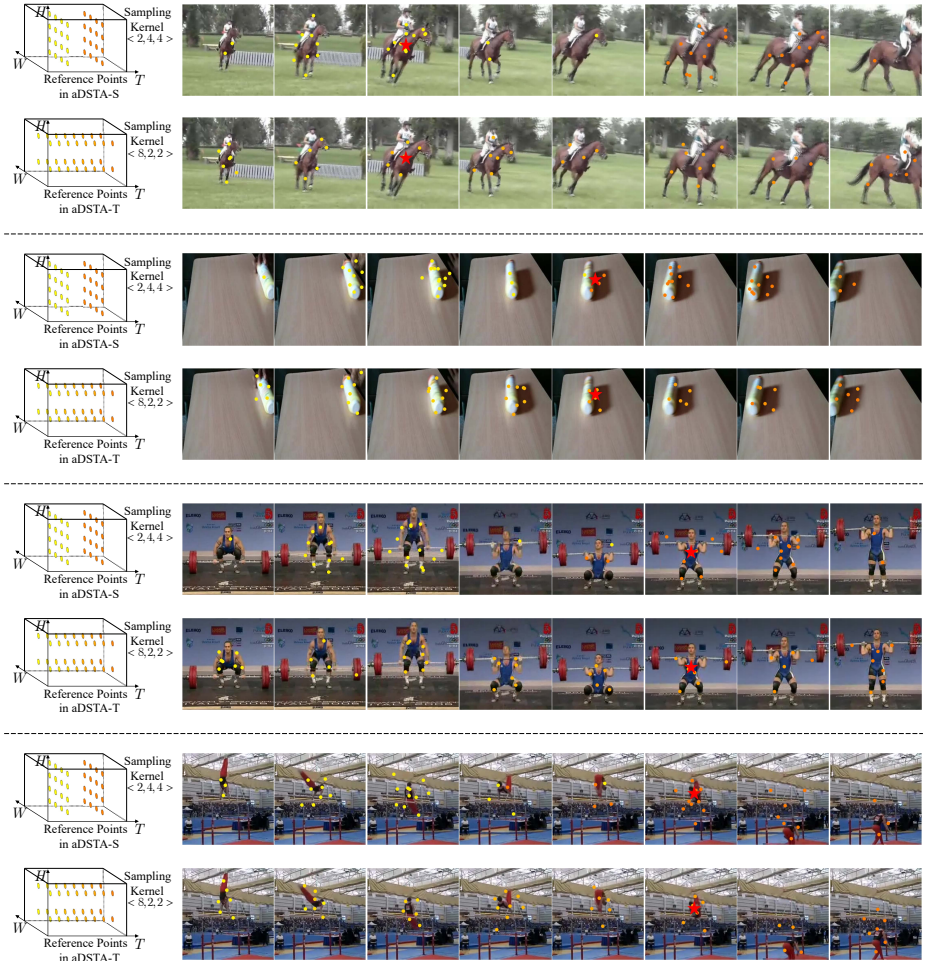 H
Sampling
Kernel
< 2,4,4 >
W
Reference Points
in aDSTA-S
T
H
Sampling
Kernel
< 8,2,2 >
W
Reference Points
in aDSTA-T
T
H
Sampling
Kernel
< 2,4,4 >
W
Reference Points
in aDSTA-S
T
H
Sampling
Kernel
< 8,2,2 >
W
Reference Points
in aDSTA-T
T
H
Sampling
Kernel
< 2,4,4 >
W
Reference Points
in aDSTA-S
T
H
Sampling
Kernel
< 8,2,2 >
W
Reference Points
in aDSTA-T
T
H
Sampling
Kernel
< 2,4,4 >
W
Reference Points
in aDSTA-S
T
H
Sampling
Kernel
< 8,2,2 >
W
Reference Points
in aDSTA-T
T